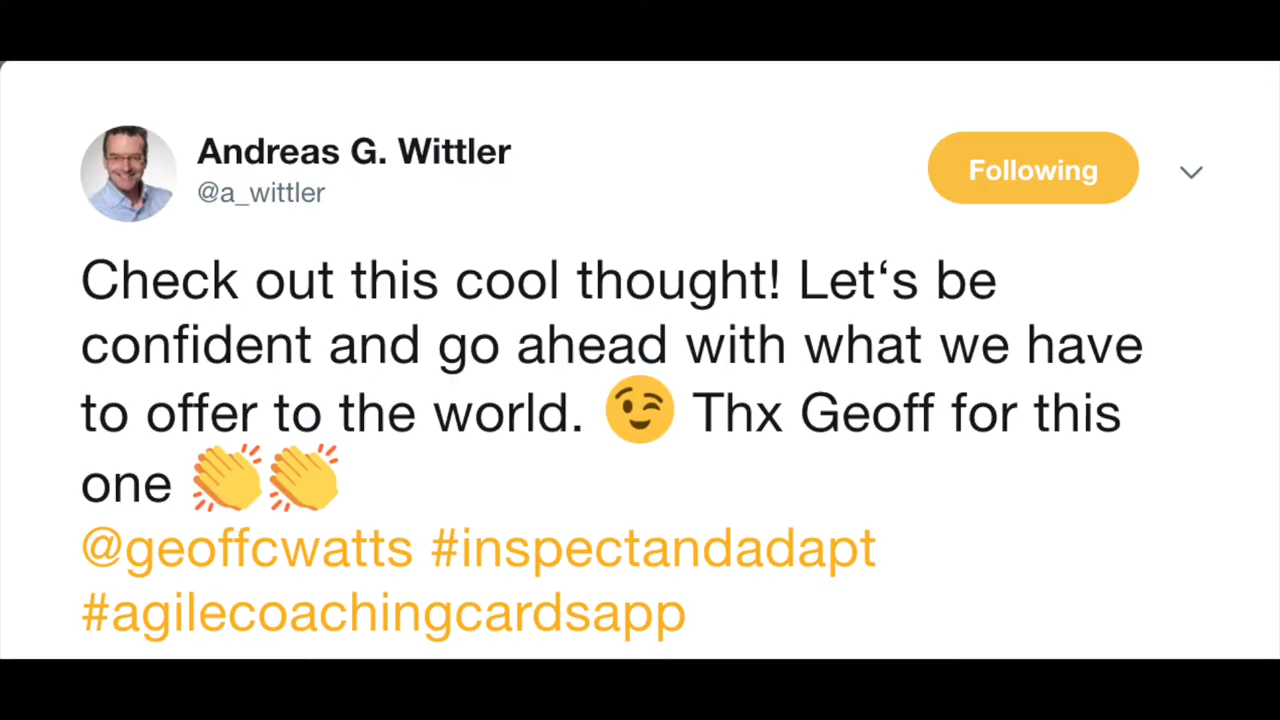 Andreas G. Wittler
@a_wittler
Following
Check out this cool thought! Let‘s be
confident and go ahead with what we have
to offer to the world. 😉 Thx Geoff for this
one 👏👏
@geoffcwatts #inspectandadapt
#agilecoachingcardsapp